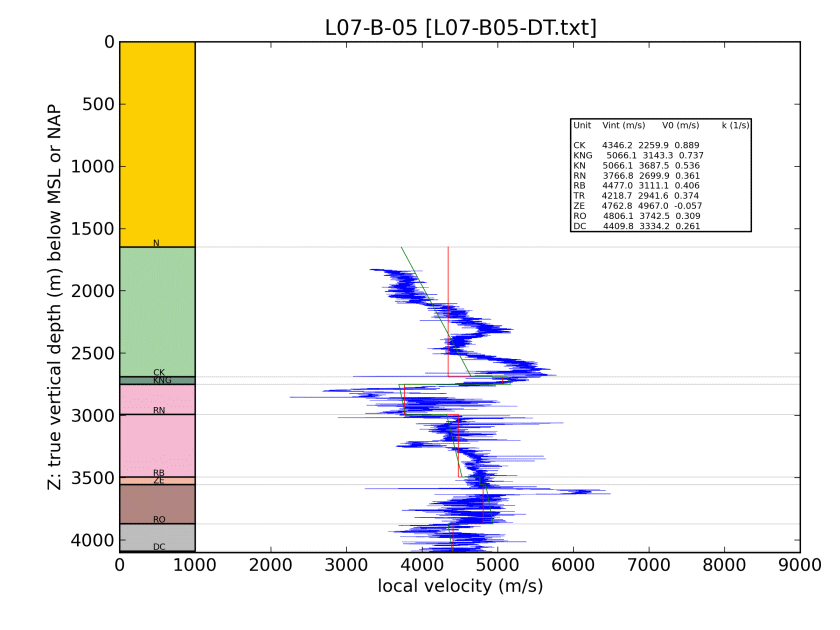 L07-B-05 [L07-B05-DT.txt]
Z: true vertical depth (m) below MSL or NAP
0
500
1000
1500
2000
2500
3000
3500
4000
N
CK
KNG
RN
RB
ZE
RO
DC
Unit Vint (m/s) V0 (m/s) k (1/s)
CK 4346.2 2259.9 0.889
KNG 5066.1 3143.3 0.737
KN 5066.1 3687.5 0.536
RN 3766.8 2699.9 0.361
RB 4477.0 3111.1 0.406
TR 4218.7 2941.6 0.374
ZE 4762.8 4967.0 -0.057
RO 4806.1 3742.5 0.309
DC 4409.8 3334.2 0.261
0 1000 2000 3000 4000 5000 6000 7000 8000 9000
local velocity (m/s)